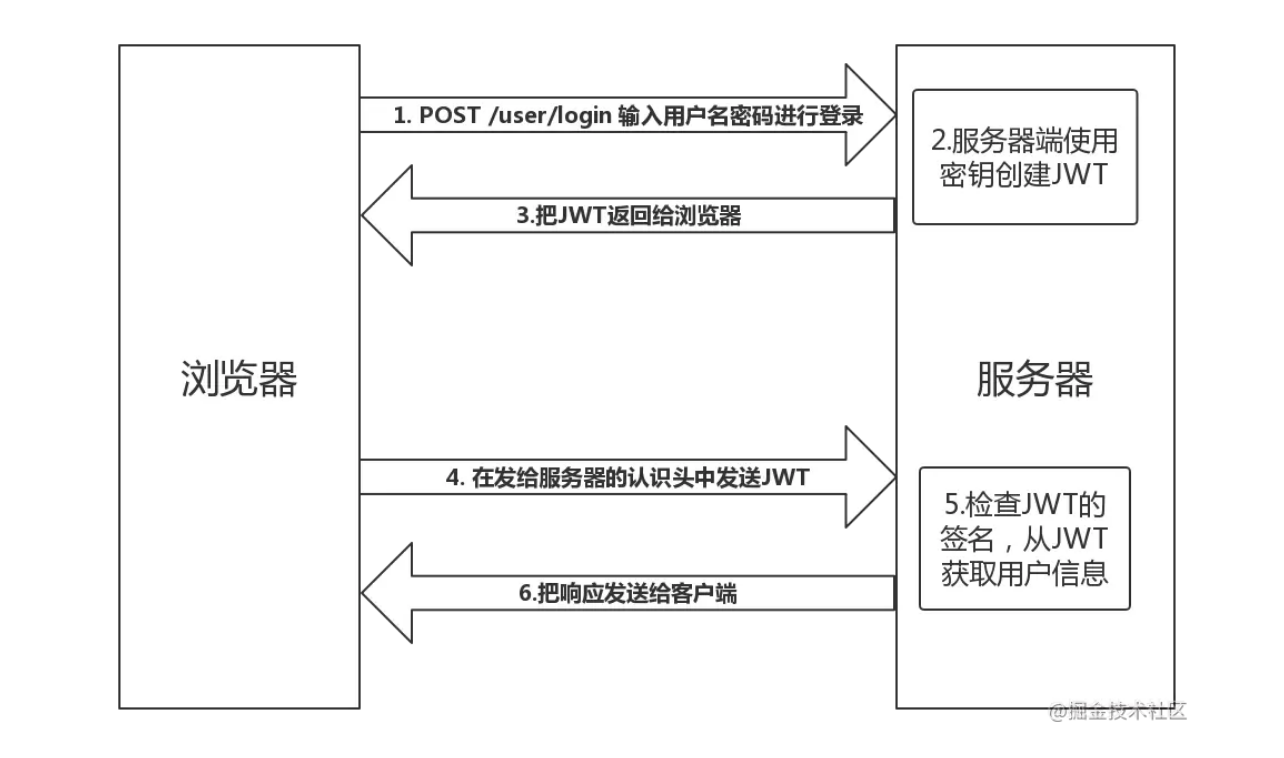 1. POST /user/login 输入用户名密码进行登录
2.服务器端使用
密钥创建JWT
3.把JWT返回给浏览器
浏览器
服务器
4. 在发给服务器的认识头中发送JWT
5.检查JWT的
签名，从JWT
获取用户信息
6.把响应发送给客户端
@掘金技术社区